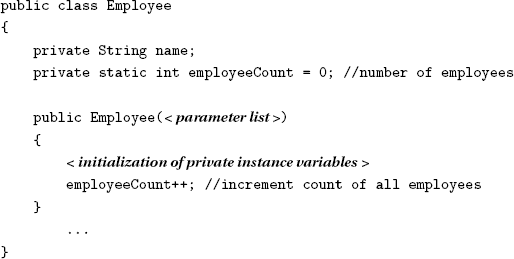 public class Employee
{
private String name;
private static int employeeCount = 0; //number of employees
public Employee(< parameter list >)
{
< initialization of private instance variables >
employeeCount++; //increment count of all employees
}
...
}